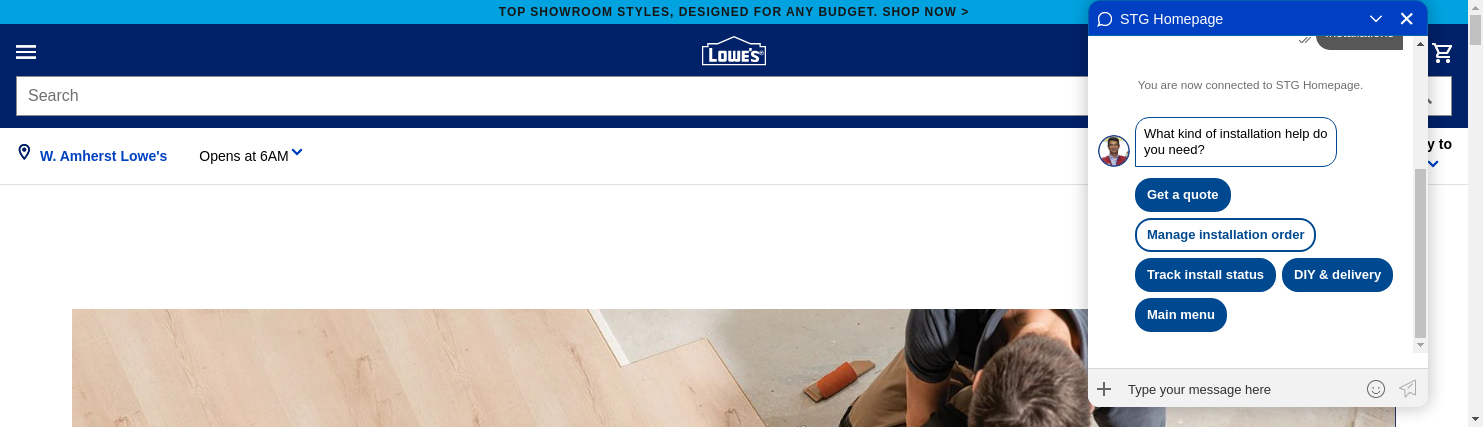 TOP SHOWROOM STYLES, DESIGNED FOR ANY BUDGET. SHOP NOW >
LOWE'S
Search
W. Amherst Lowe's
Opens at 6AM
y to
STG Homepage
You are now connected to STG Homepage.
What kind of installation help do
you need?
Get a quote
Manage installation order
Track install status
DIY & delivery
Main menu
Type your message here